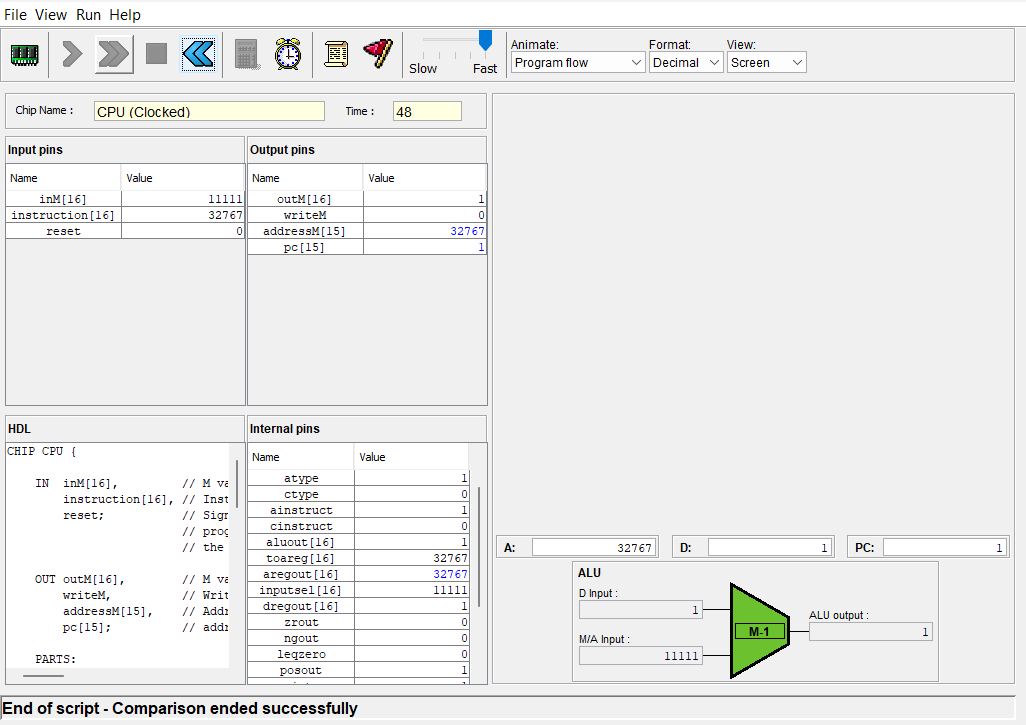 File View Run Help
Slow Fast
Animate: Format: View:
Program flow Decimal Screen
Chip Name : CPU (Clocked) Time : 48
Input pins
Name Value
inM[16] 11111
instruction[16] 32767
reset 0
Output pins
Name Value
outM[16] 1
writeM 0
addressM[15] 32767
pc[15] 1
HDL
CHIP CPU {
IN inM[16], // M va
instruction[16], // Inst
reset; // Sign
// prog
// the
OUT outM[16], // M va
writeM, // Writ
addressM[15], // Addr
pc[15]; // addr
PARTS:
Internal pins
Name Value
atype 1
ctype 0
ainstruct 1
cinstruct 0
aluout[16] 1
toareg[16] 32767
aregout[16] 32767
inputsel[16] 11111
dregout[16] 1
zrout 0
ngout 0
leqzero 0
posout 1
A: 32767 D: 1 PC: 1
ALU
D Input :
1
M/A Input :
11111
M-1
ALU output :
1
End of script - Comparison ended successfully